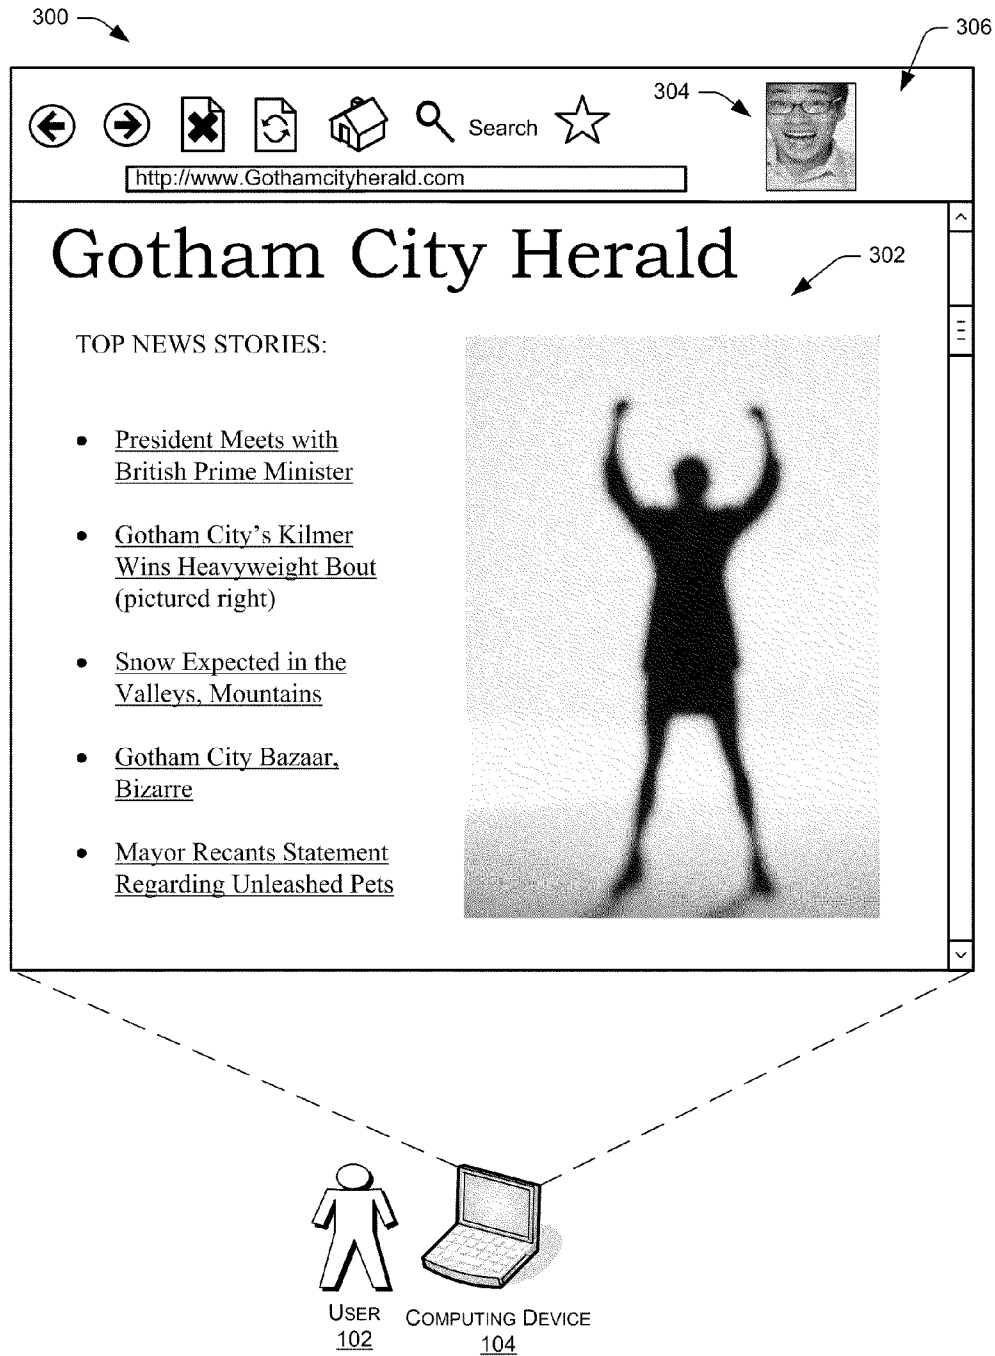 300
306
304
Search
http://www.Gothamcityherald.com
Gotham City Herald
302
TOP NEWS STORIES:
• President Meets with
British Prime Minister
• Gotham City's Kilmer
Wins Heavyweight Bout
(pictured right)
• Snow Expected in the
Valleys, Mountains
• Gotham City Bazaar,
Bizarre
• Mayor Recants Statement
Regarding Unleashed Pets
USER
102
COMPUTING DEVICE
104